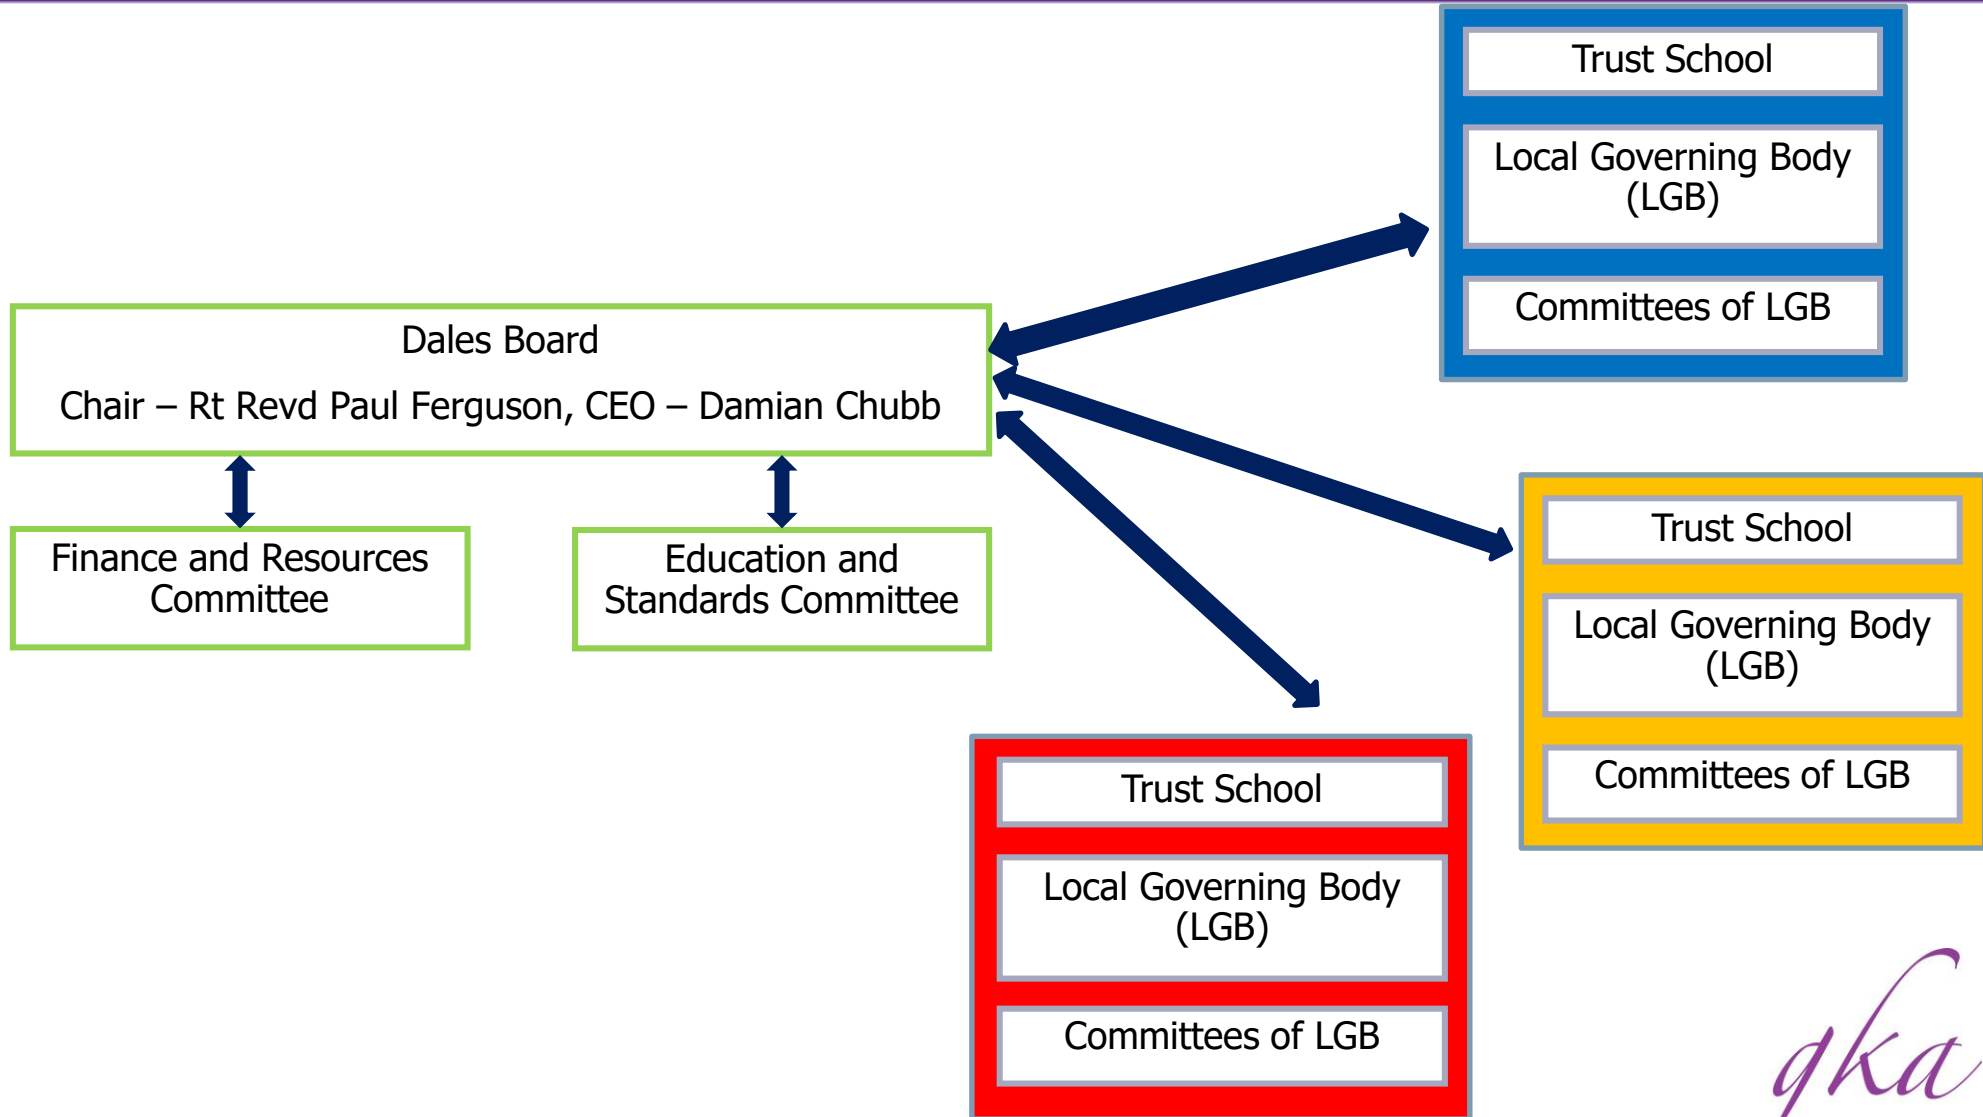 Dales Board
Chair – Rt Revd Paul Ferguson, CEO – Damian Chubb
Finance and Resources
Committee
Education and
Standards Committee
Trust School
Local Governing Body
(LGB)
Committees of LGB
Trust School
Local Governing Body
(LGB)
Committees of LGB
Trust School
Local Governing Body
(LGB)
Committees of LGB
qka